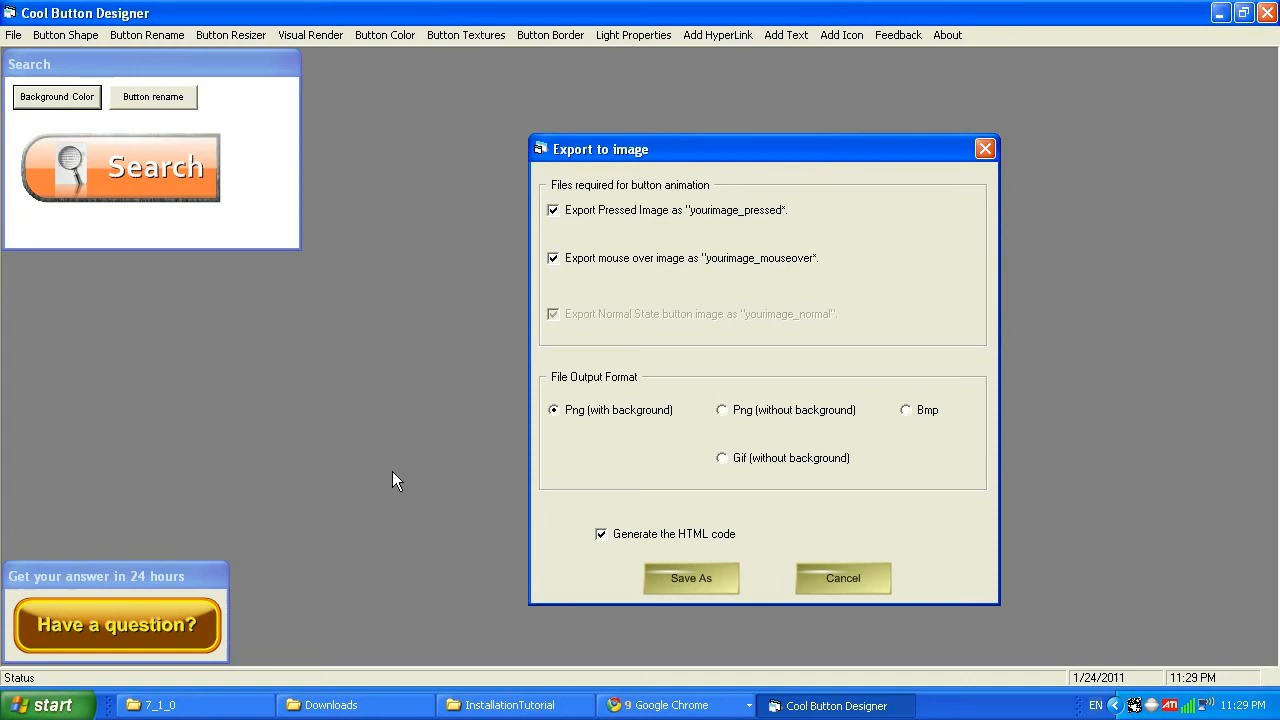 Cool Button Designer
File Button Shape Button Rename Button Resizer Visual Render Button Color Button Textures Button Border Light Properties Add HyperLink Add Text Add Icon Feedback About
Search
Background Color Button rename
Search
Export to image
Files required for button animation
Export Pressed Image as "yourimage_pressed*.
Export mouse over image as "yourimage_mouseover*.
Export Normal State button image as "yourimage_normal".
File Output Format
Png (with background) Png (without background) Bmp
Gif (without background)
Generate the HTML code
Save As Cancel
Get your answer in 24 hours
Have a question?
Status 1/24/2011 11:29 PM
start 7_1_0 Downloads InstallationTutorial 9 Google Chrome Cool Button Designer EN ATI 11:29 PM